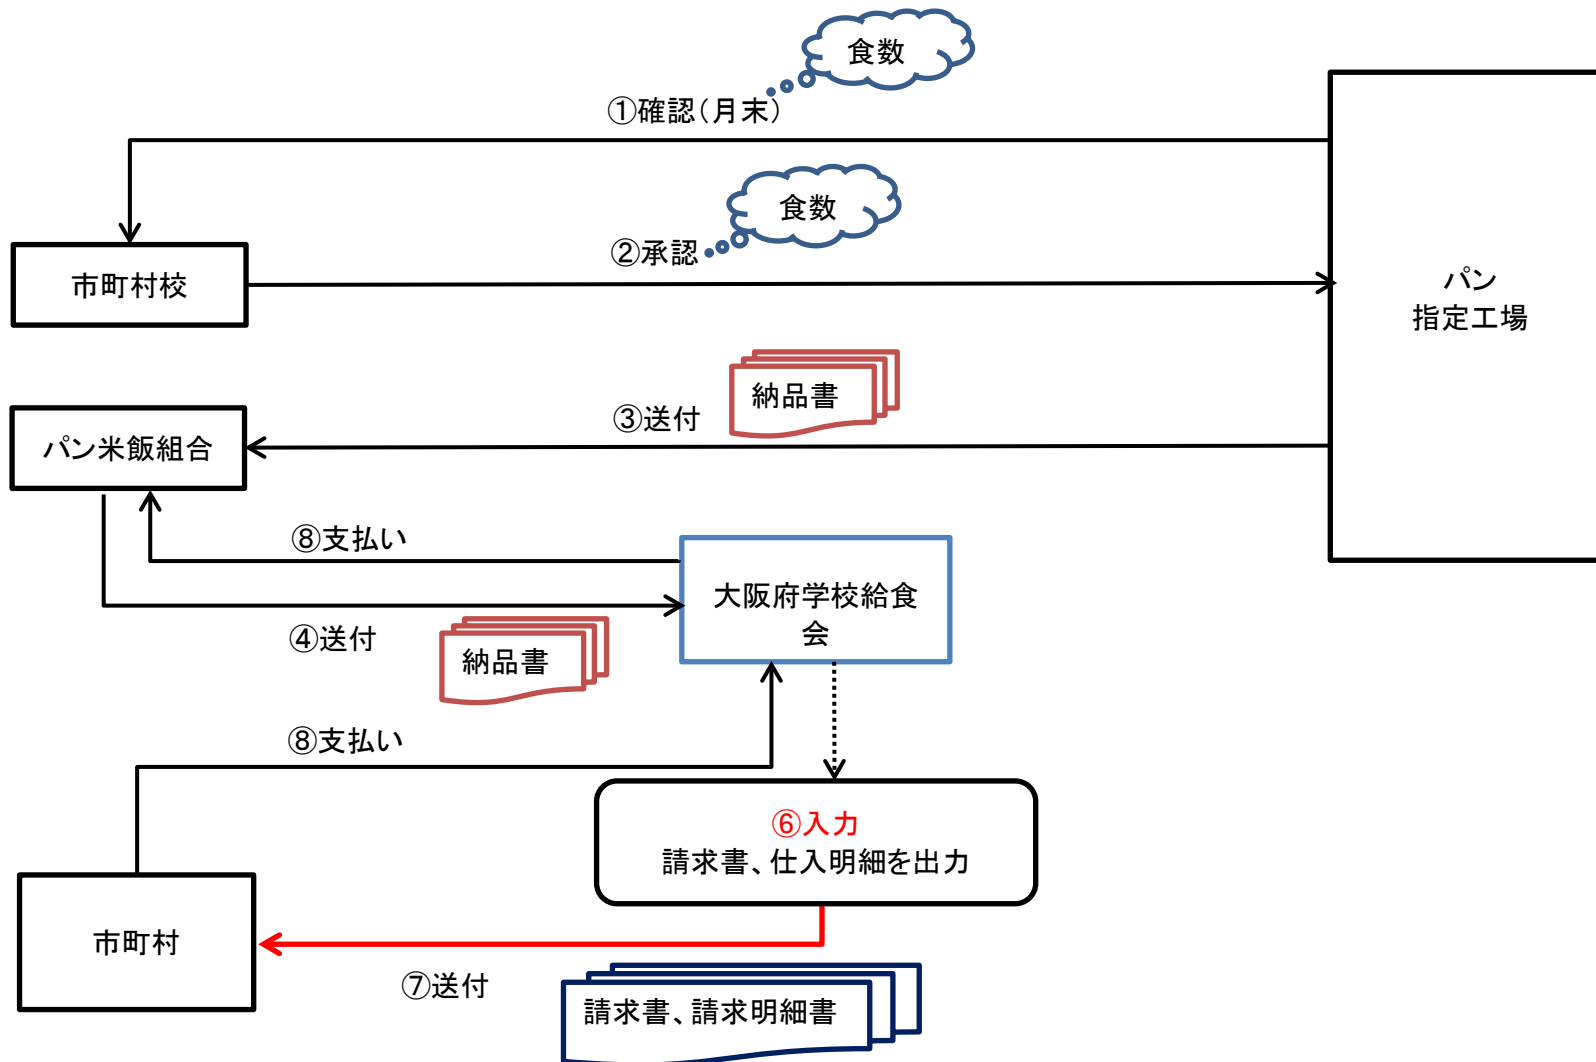 食数
①確認（月末）
食数
②承認
市町村校
パン
指定工場
納品書
③送付
パン米飯組合
⑧支払い
大阪府学校給食
会
④送付
納品書
⑧支払い
⑥入力
請求書、仕入明細を出力
市町村
⑦送付
請求書、請求明細書